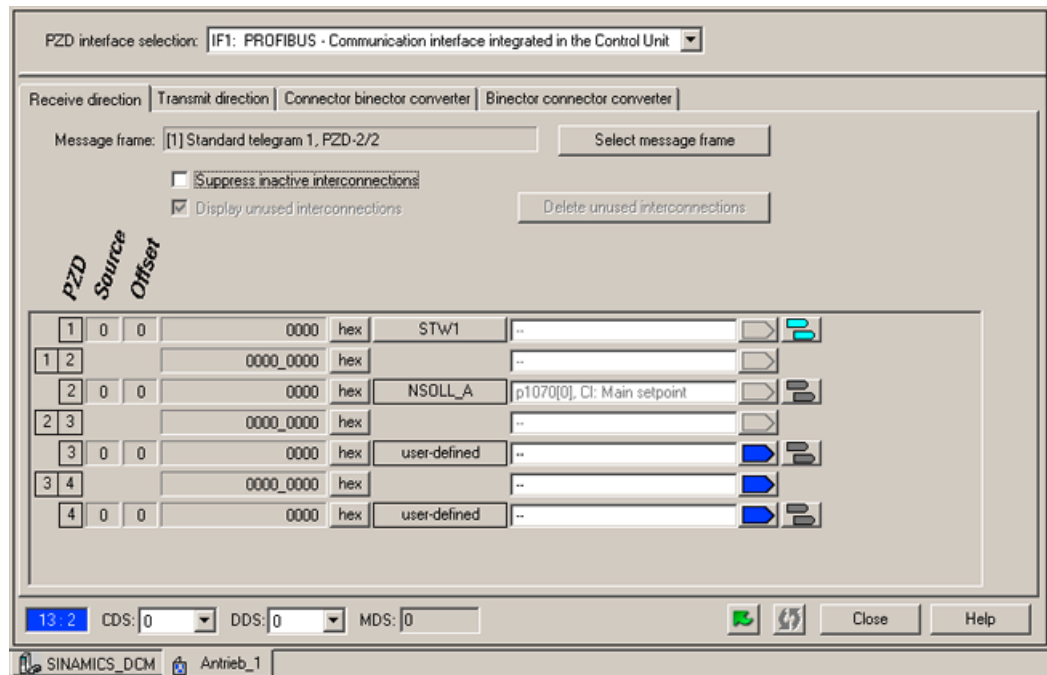 PZD interface selection: IF1: PROFIBUS - Communication interface integrated in the Control Unit
Receive direction Transmit direction Connector binector converter Binector connector converter
Message frame: [1] Standard telegram 1, PZD-2/2 Select message frame
Suppress inactive interconnections
Display unused interconnections Delete unused interconnections
PZD Source Offset
1 0 0 0000 hex STW1 --
1 2 0000_0000 hex --
2 0 0 0000 hex NSOLL_A p1070[0], CI: Main setpoint
2 3 0000_0000 hex --
3 0 0 0000 hex user-defined --
3 4 0000_0000 hex --
4 0 0 0000 hex user-defined --
13 : 2 CDS: 0 DDS: 0 MDS: 0 Close Help
SINAMICS_DCM Antrieb_1